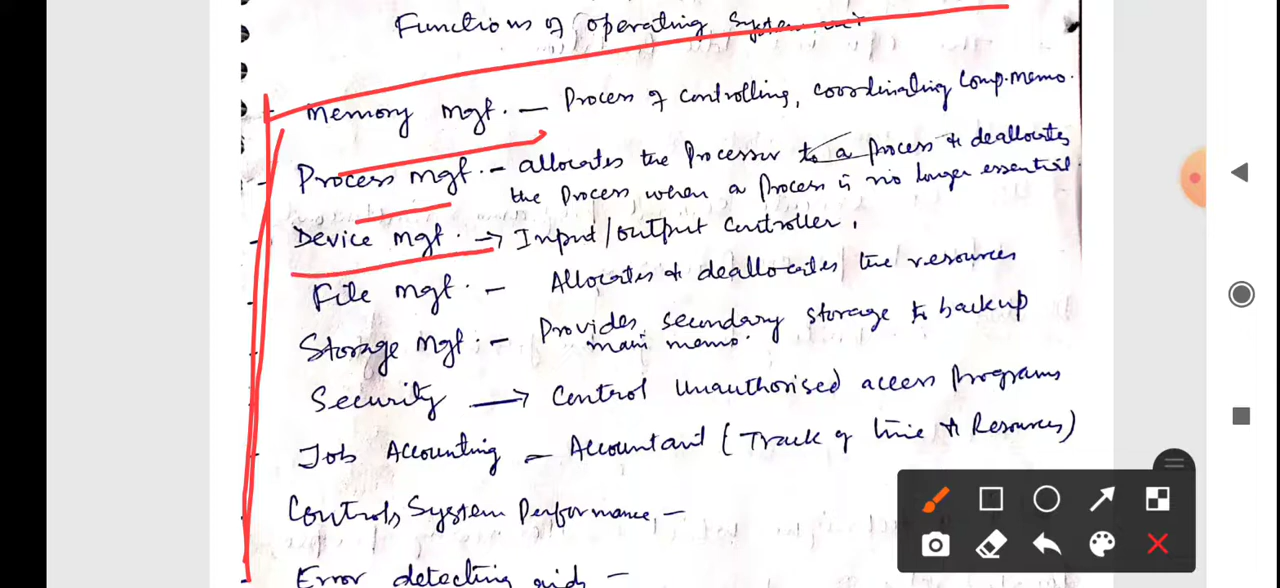 Functions of operating System
Memory Mgt. — Process of controlling, coordinating Comp. memo.
Process Mgt. - allocates the Processor to a process & deallocates
the Process when a process is no longer essential.
Device Mgt. → Input/output Controller.
File Mgt. - Allocates & deallocates the resources
Storage Mgt. - Provides secondary storage to backup
main memo.
Security → Control Unauthorised access Programs
Job Accounting - Accountant (Track of time & Resources)
Controls System Performance -
Error detecting aids -